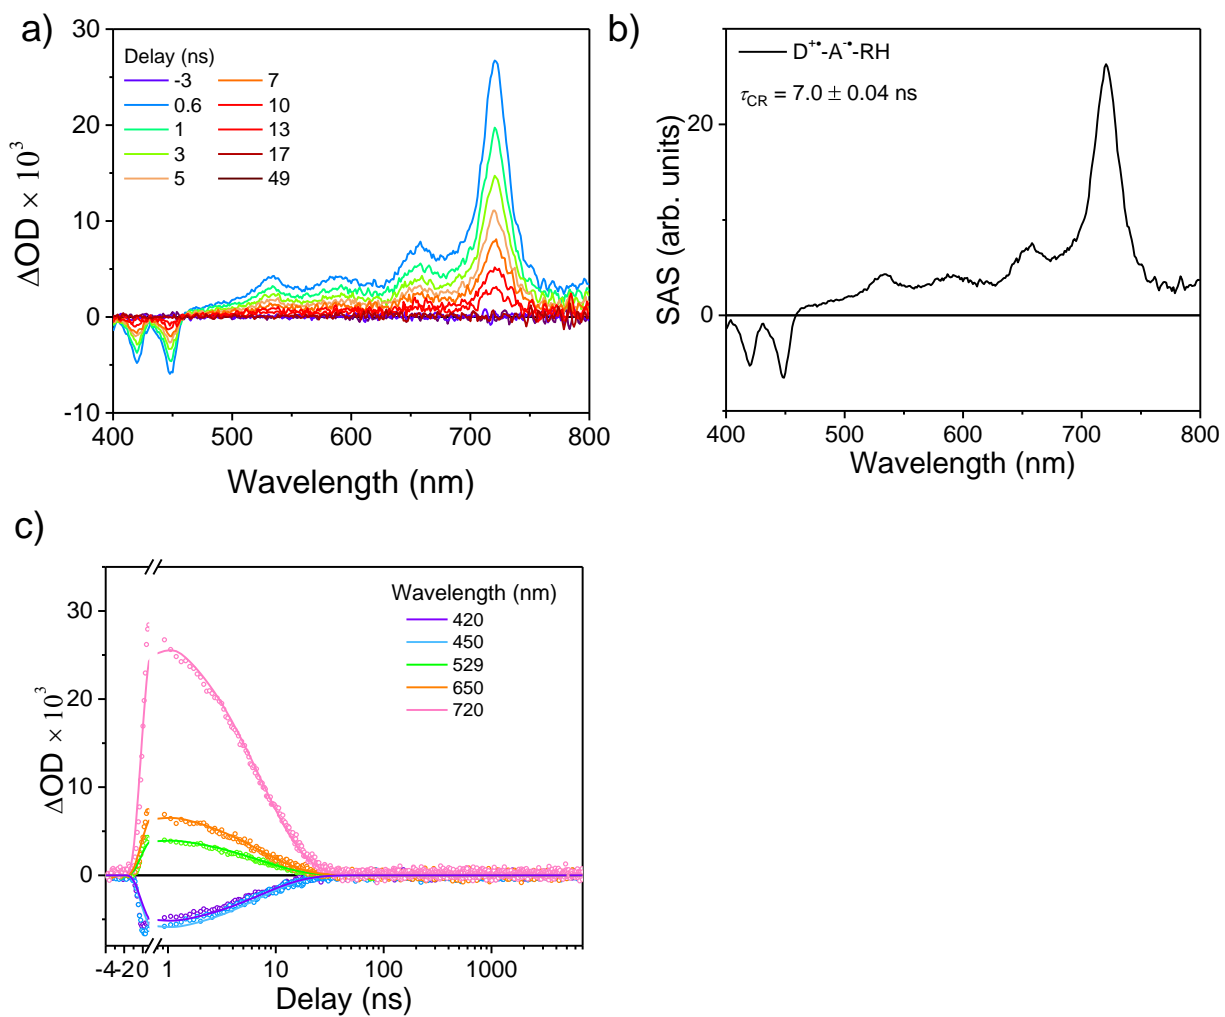 a)
Delay (ns)
-3 7
0.6 10
1 13
3 17
5 49
30
20
10
0
-10
ΔOD × 10³
400 500 600 700 800
Wavelength (nm)
b)
D⁺•-A⁻•-RH
τCR = 7.0 ± 0.04 ns
20
0
SAS (arb. units)
400 500 600 700 800
Wavelength (nm)
c)
Wavelength (nm)
420
450
529
650
720
30
20
10
0
ΔOD × 10³
-4 -2 0 1 10 100 1000
Delay (ns)